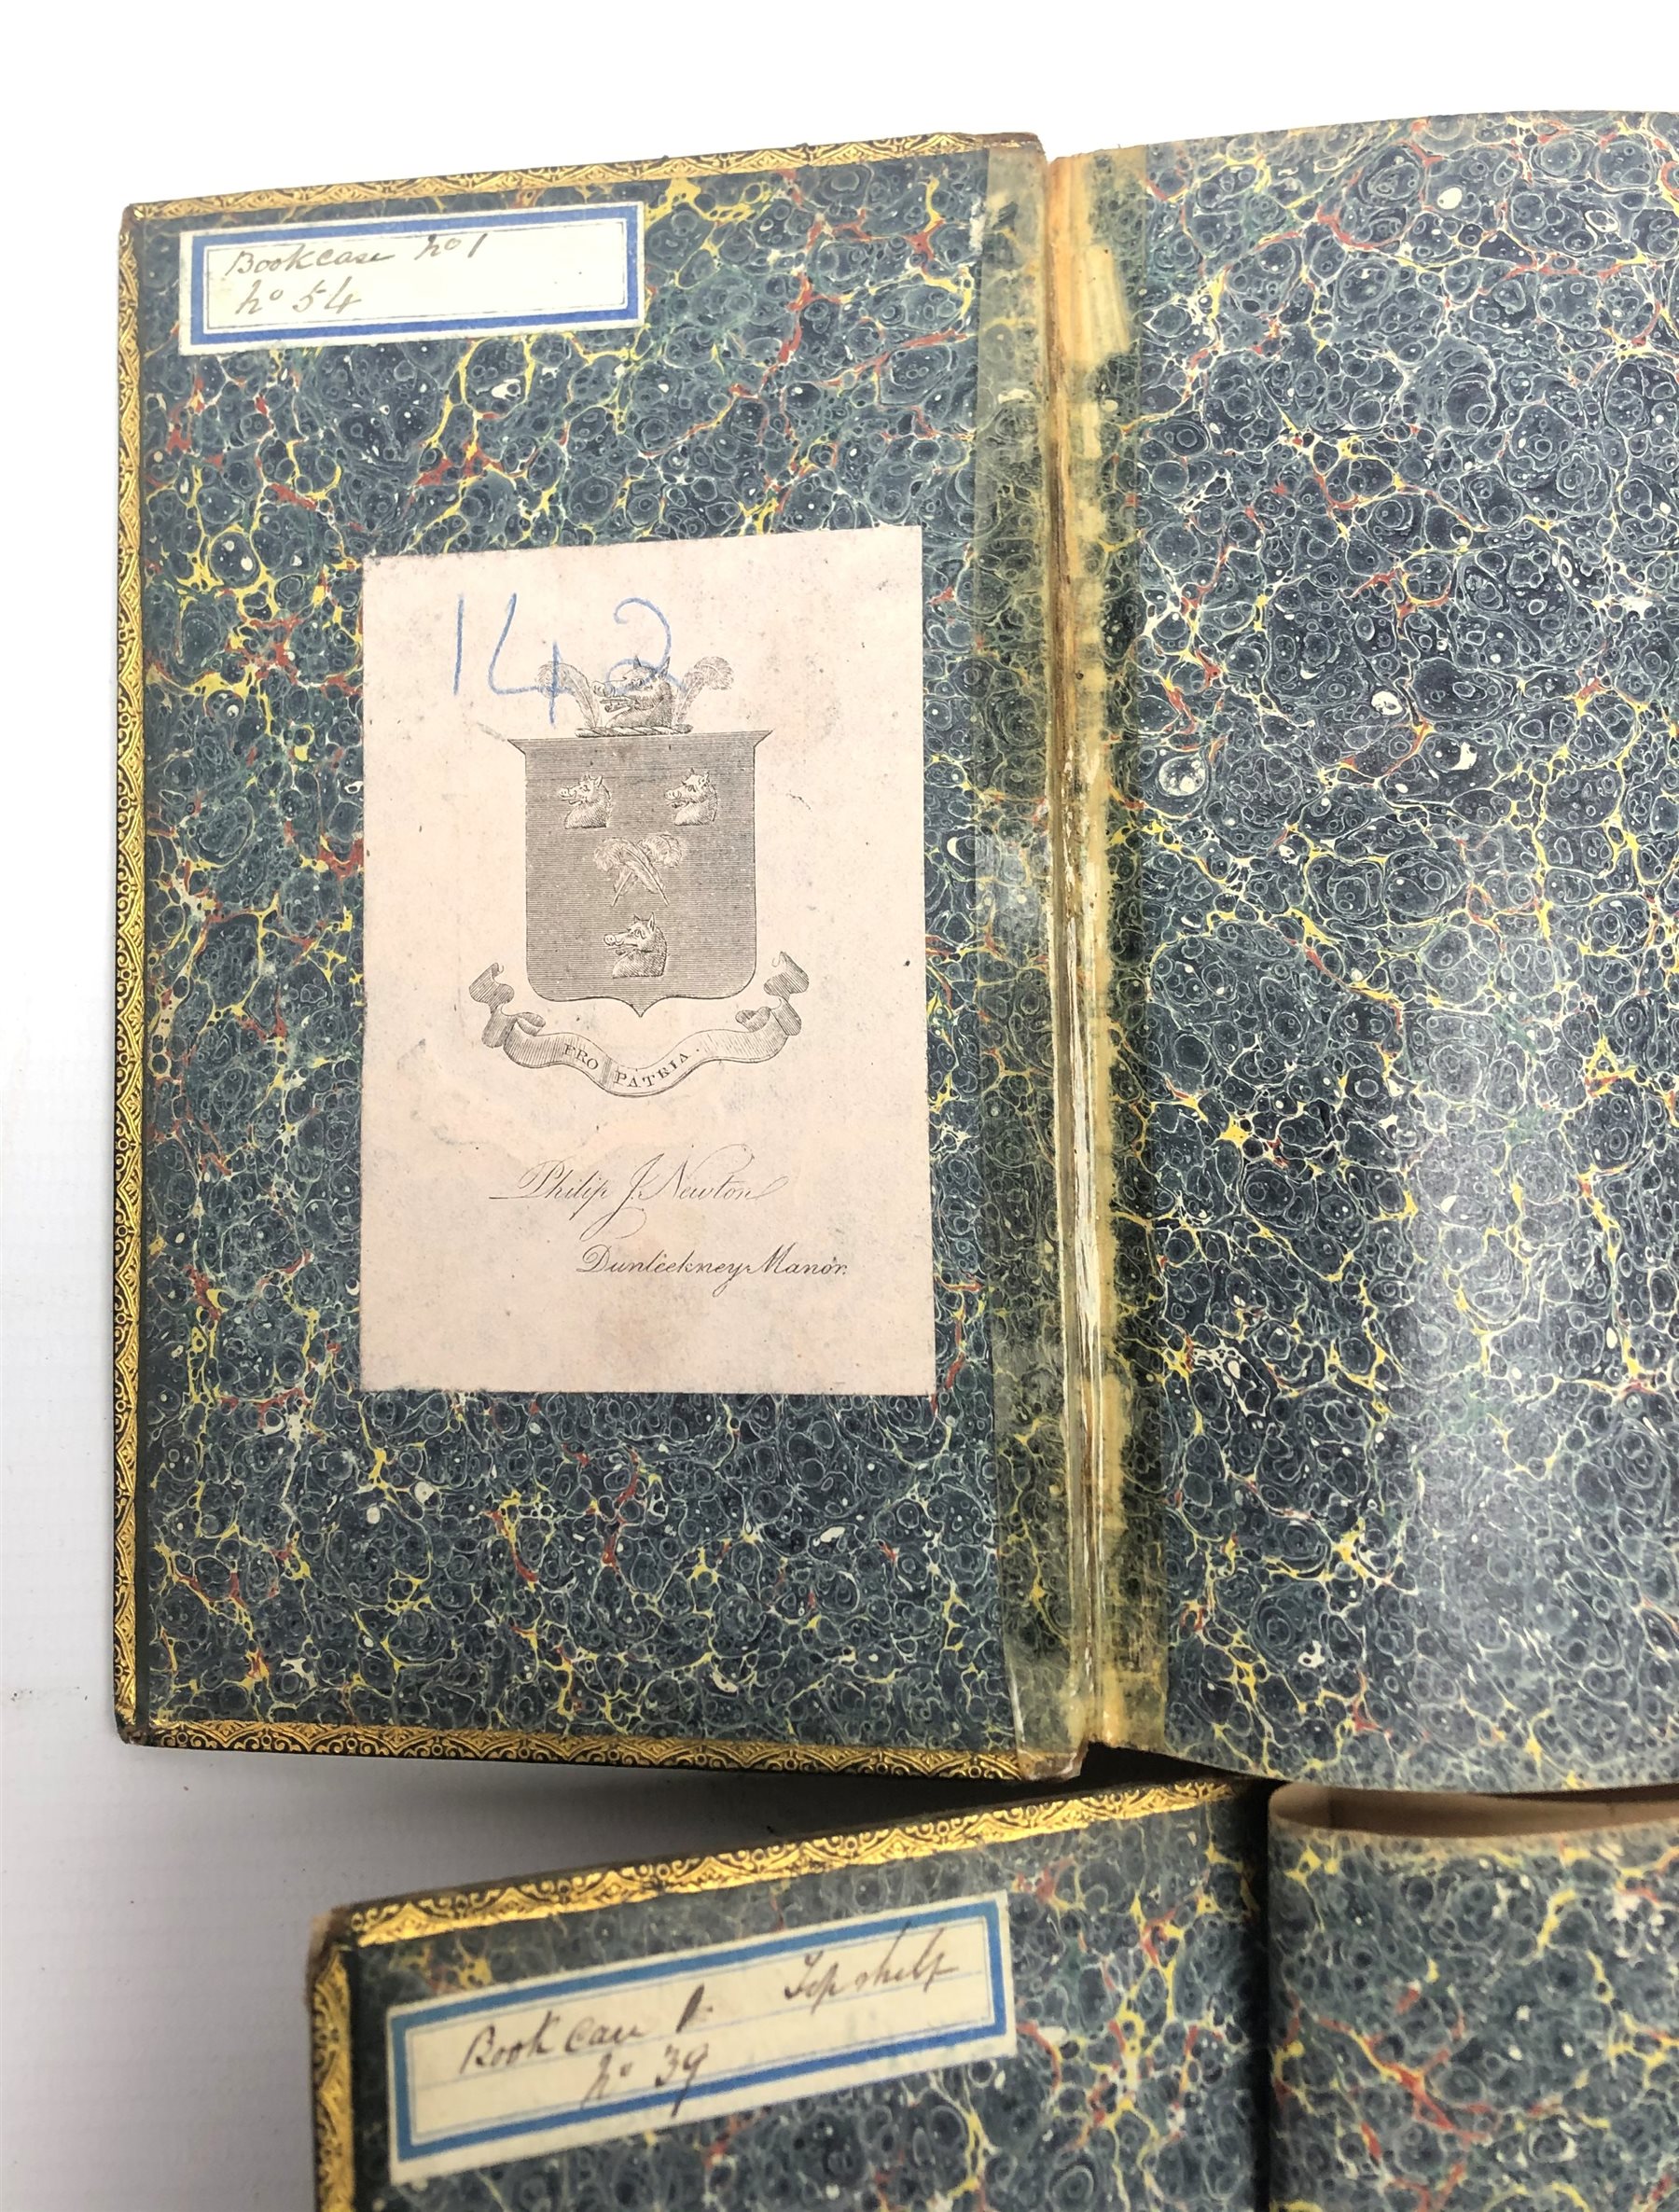 Bookcase no 1
no 54
142
PRO PATRIA.
Philip J. Newton
Dunleckney Manor.
Book Case 1 Top shelf
no 39